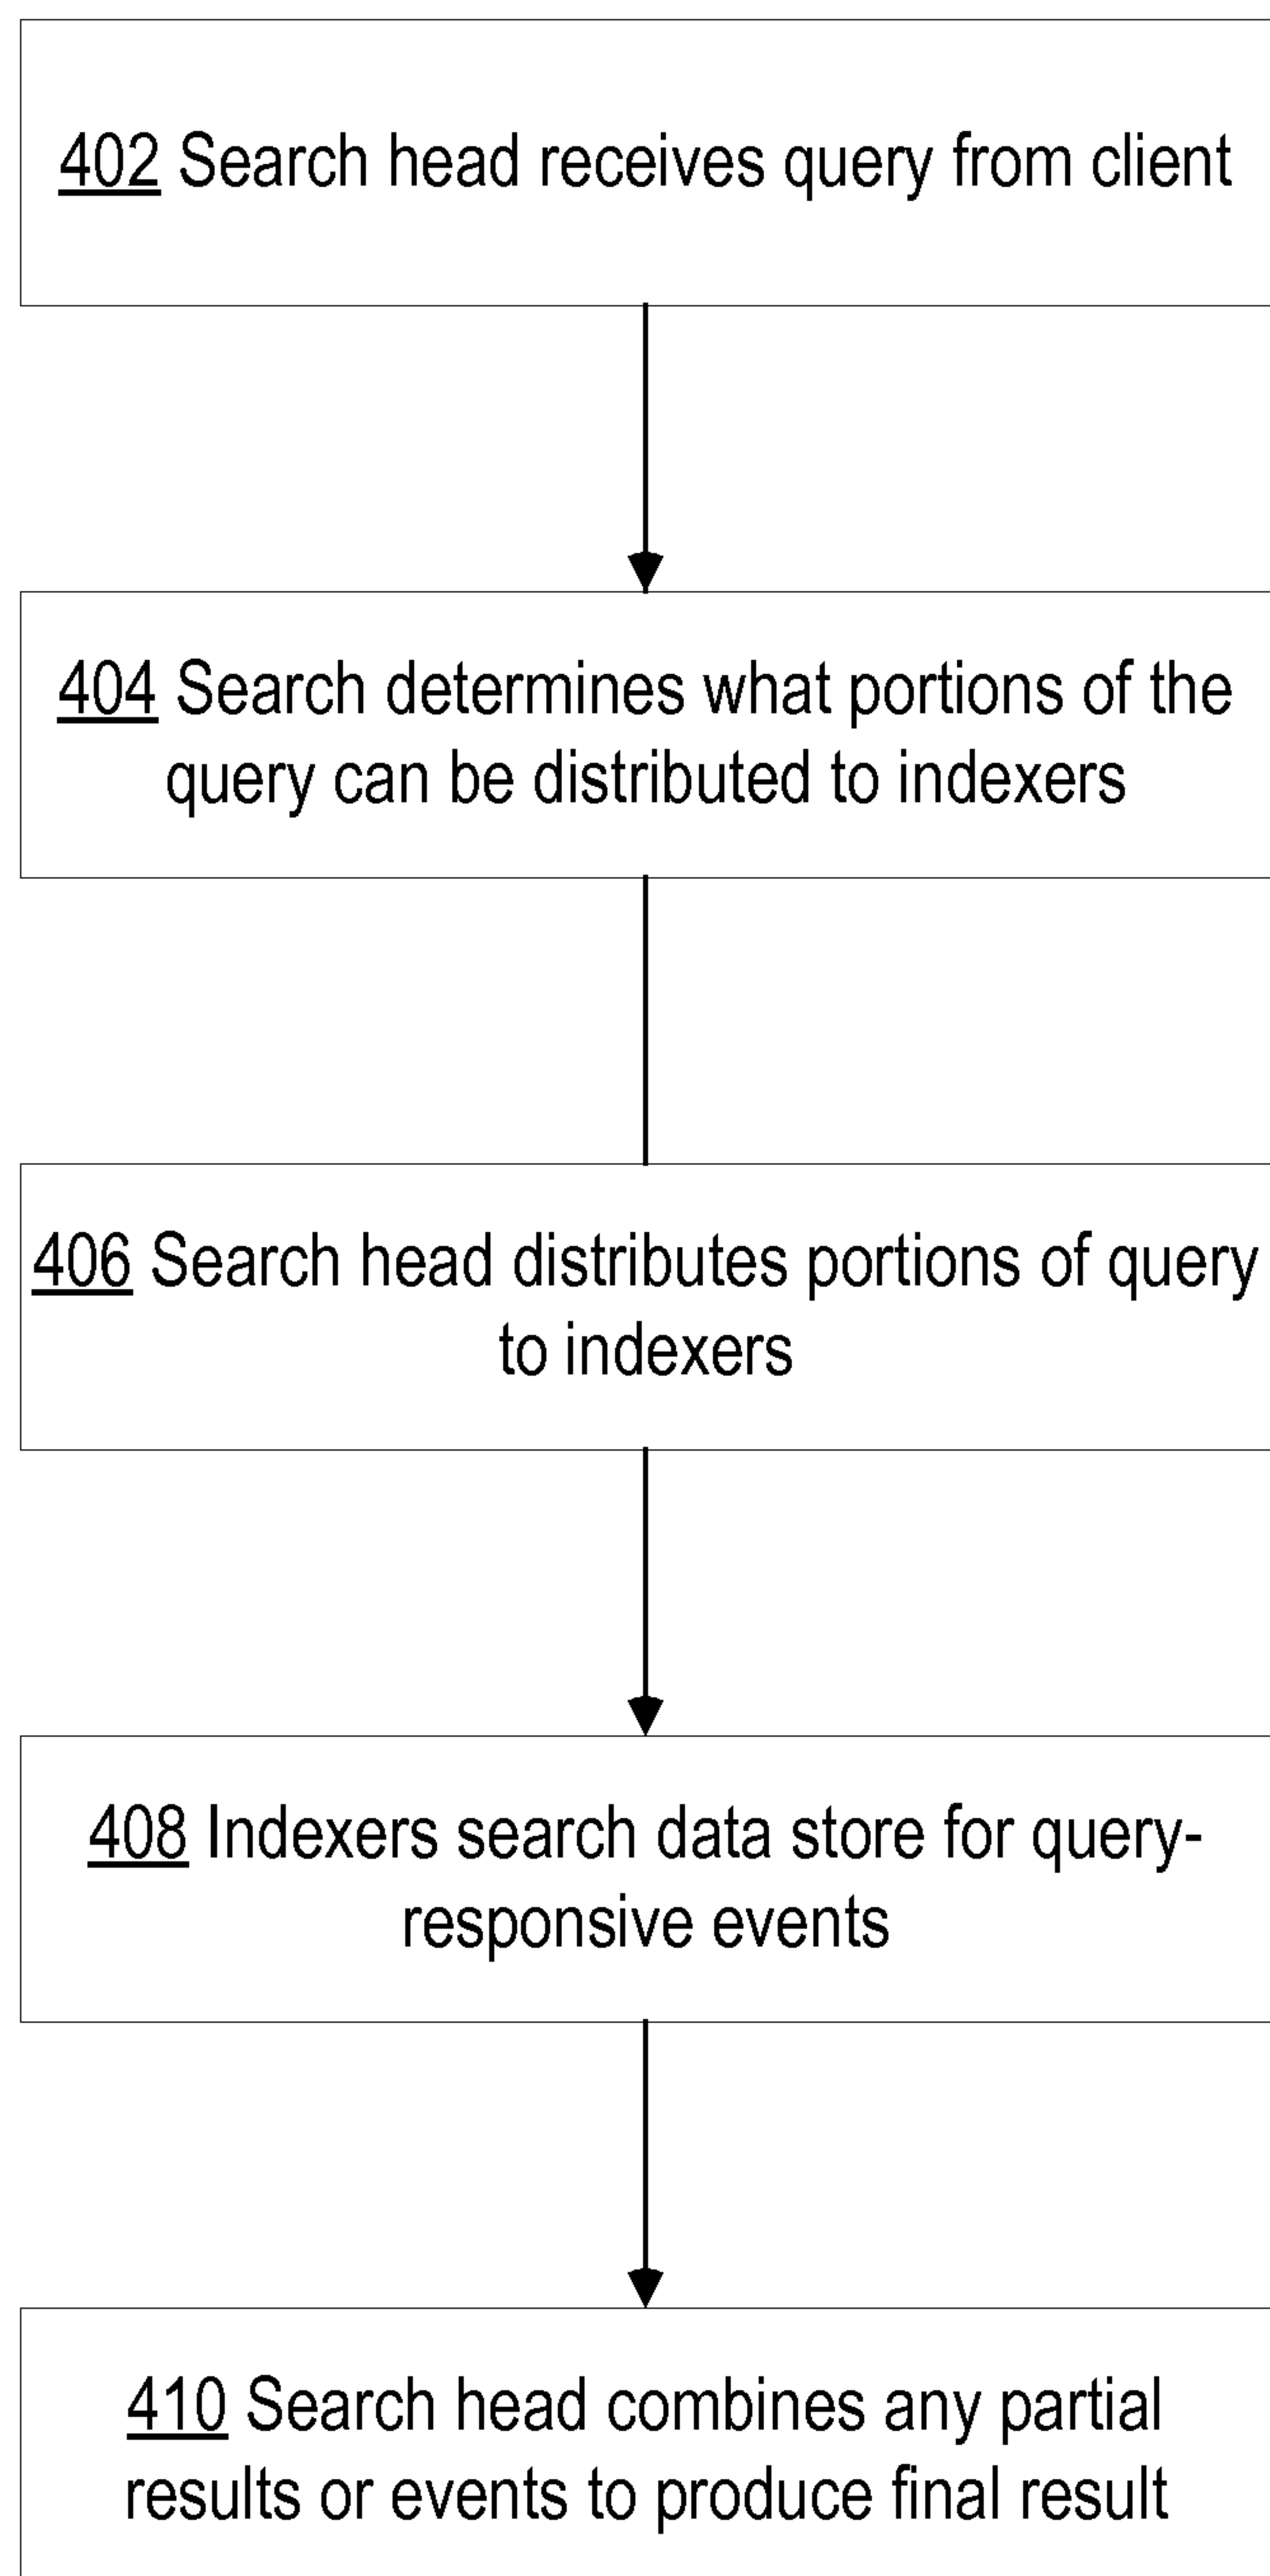 402 Search head receives query from client
404 Search determines what portions of the
query can be distributed to indexers
406 Search head distributes portions of query
to indexers
408 Indexers search data store for query-
responsive events
410 Search head combines any partial
results or events to produce final result